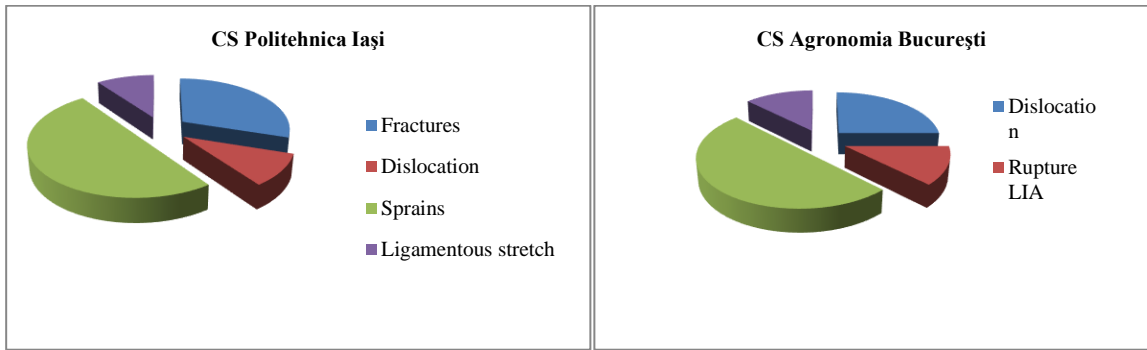 CS Politehnica Iaşi
Fractures
Dislocation
Sprains
Ligamentous stretch
CS Agronomia Bucureşti
Dislocatio
n
Rupture
LIA